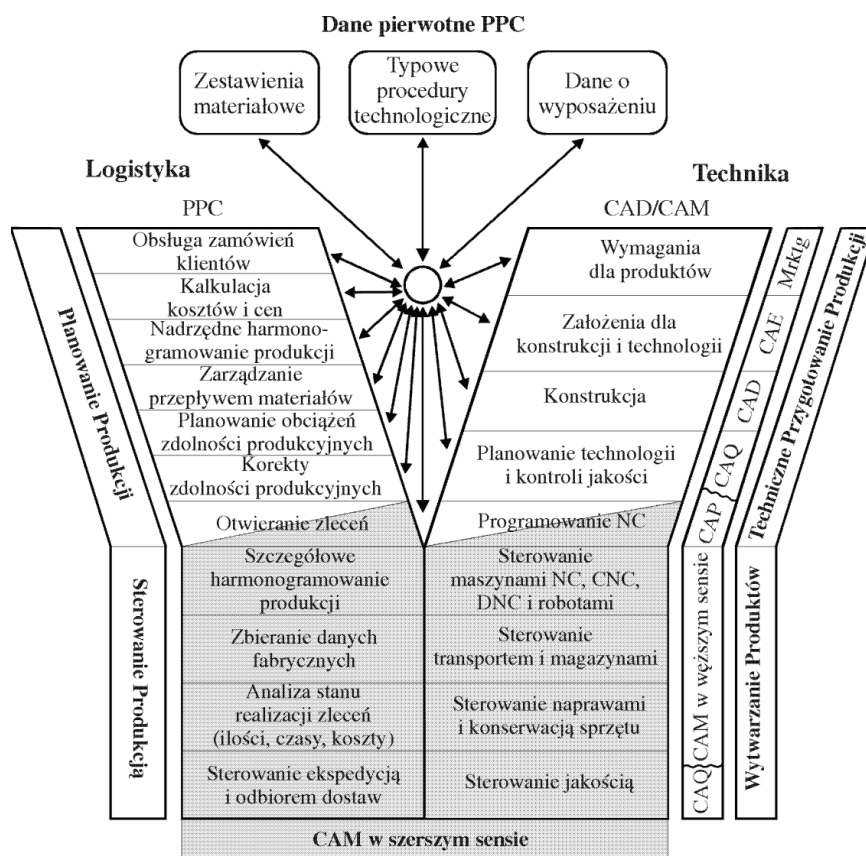 Dane pierwotne PPC
Zestawienia
materiałowe
Typowe
procedury
technologiczne
Dane o
wyposażeniu
Logistyka
Technika
PPC
CAD/CAM
Obsługa zamówień
klientów
Kalkulacja
kosztów i cen
Nadrzędne harmono-
gramowanie produkcji
Zarządzanie
przepływem materiałów
Planowanie obciążeń
zdolności produkcyjnych
Korekty
zdolności produkcyjnych
Otwieranie zleceń
Szczegółowe
harmonogramowanie
produkcji
Zbieranie danych
fabrycznych
Analiza stanu
realizacji zleceń
(ilości, czasy, koszty)
Sterowanie ekspedycją
i odbiorem dostaw
Wymagania
dla produktów
Założenia dla
konstrukcji i technologii
Konstrukcja
Planowanie technologii
i kontroli jakości
Programowanie NC
Sterowanie
maszynami NC, CNC,
DNC i robotami
Sterowanie
transportem i magazynami
Sterowanie naprawami
i konserwacją sprzętu
Sterowanie jakością
Planowanie Produkcji
Sterowanie Produkcją
Mrktg
CAE
CAD
CAQ
CAP
CAM w węższym sensie
CAQ
Techniczne Przygotowanie Produkcji
Wytwarzanie Produktów
CAM w szerszym sensie